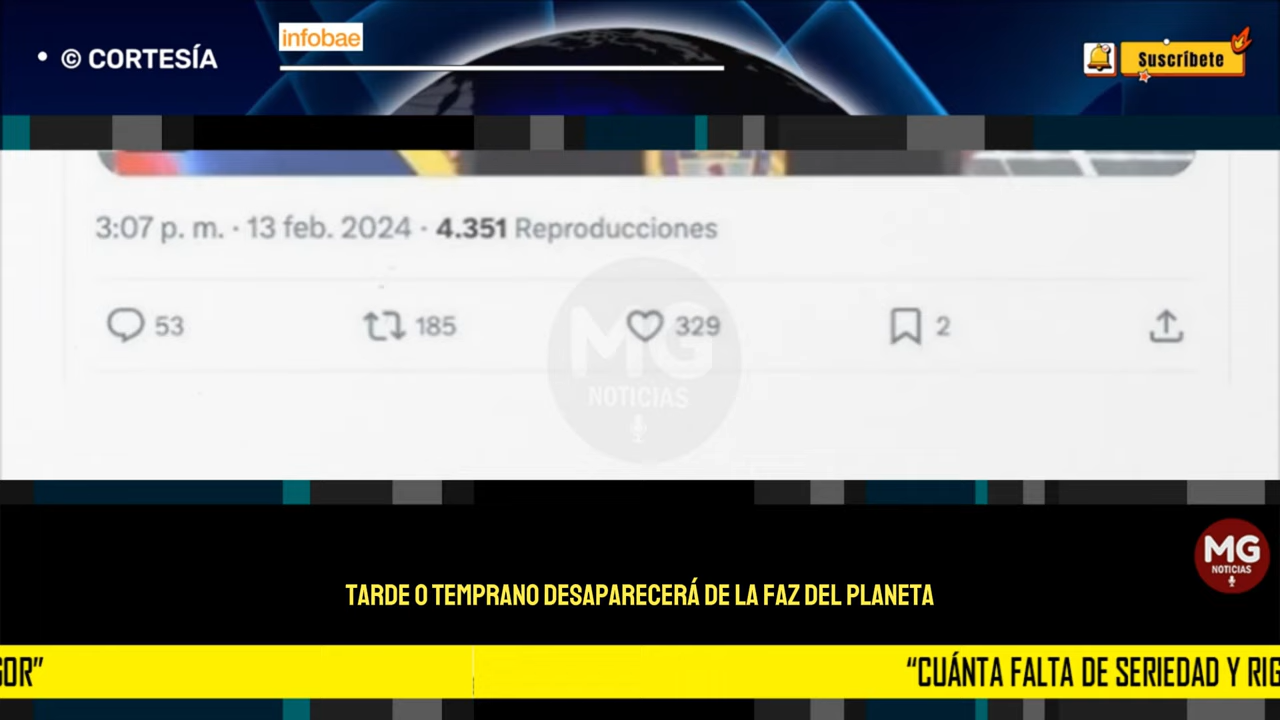 • © CORTESÍA
infobae
Suscríbete
3:07 p. m. · 13 feb. 2024 · 4.351 Reproducciones
53 185 329 2
MG
NOTICIAS
MG
NOTICIAS
TARDE O TEMPRANO DESAPARECERÁ DE LA FAZ DEL PLANETA
GOR” “CUÁNTA FALTA DE SERIEDAD Y RIG